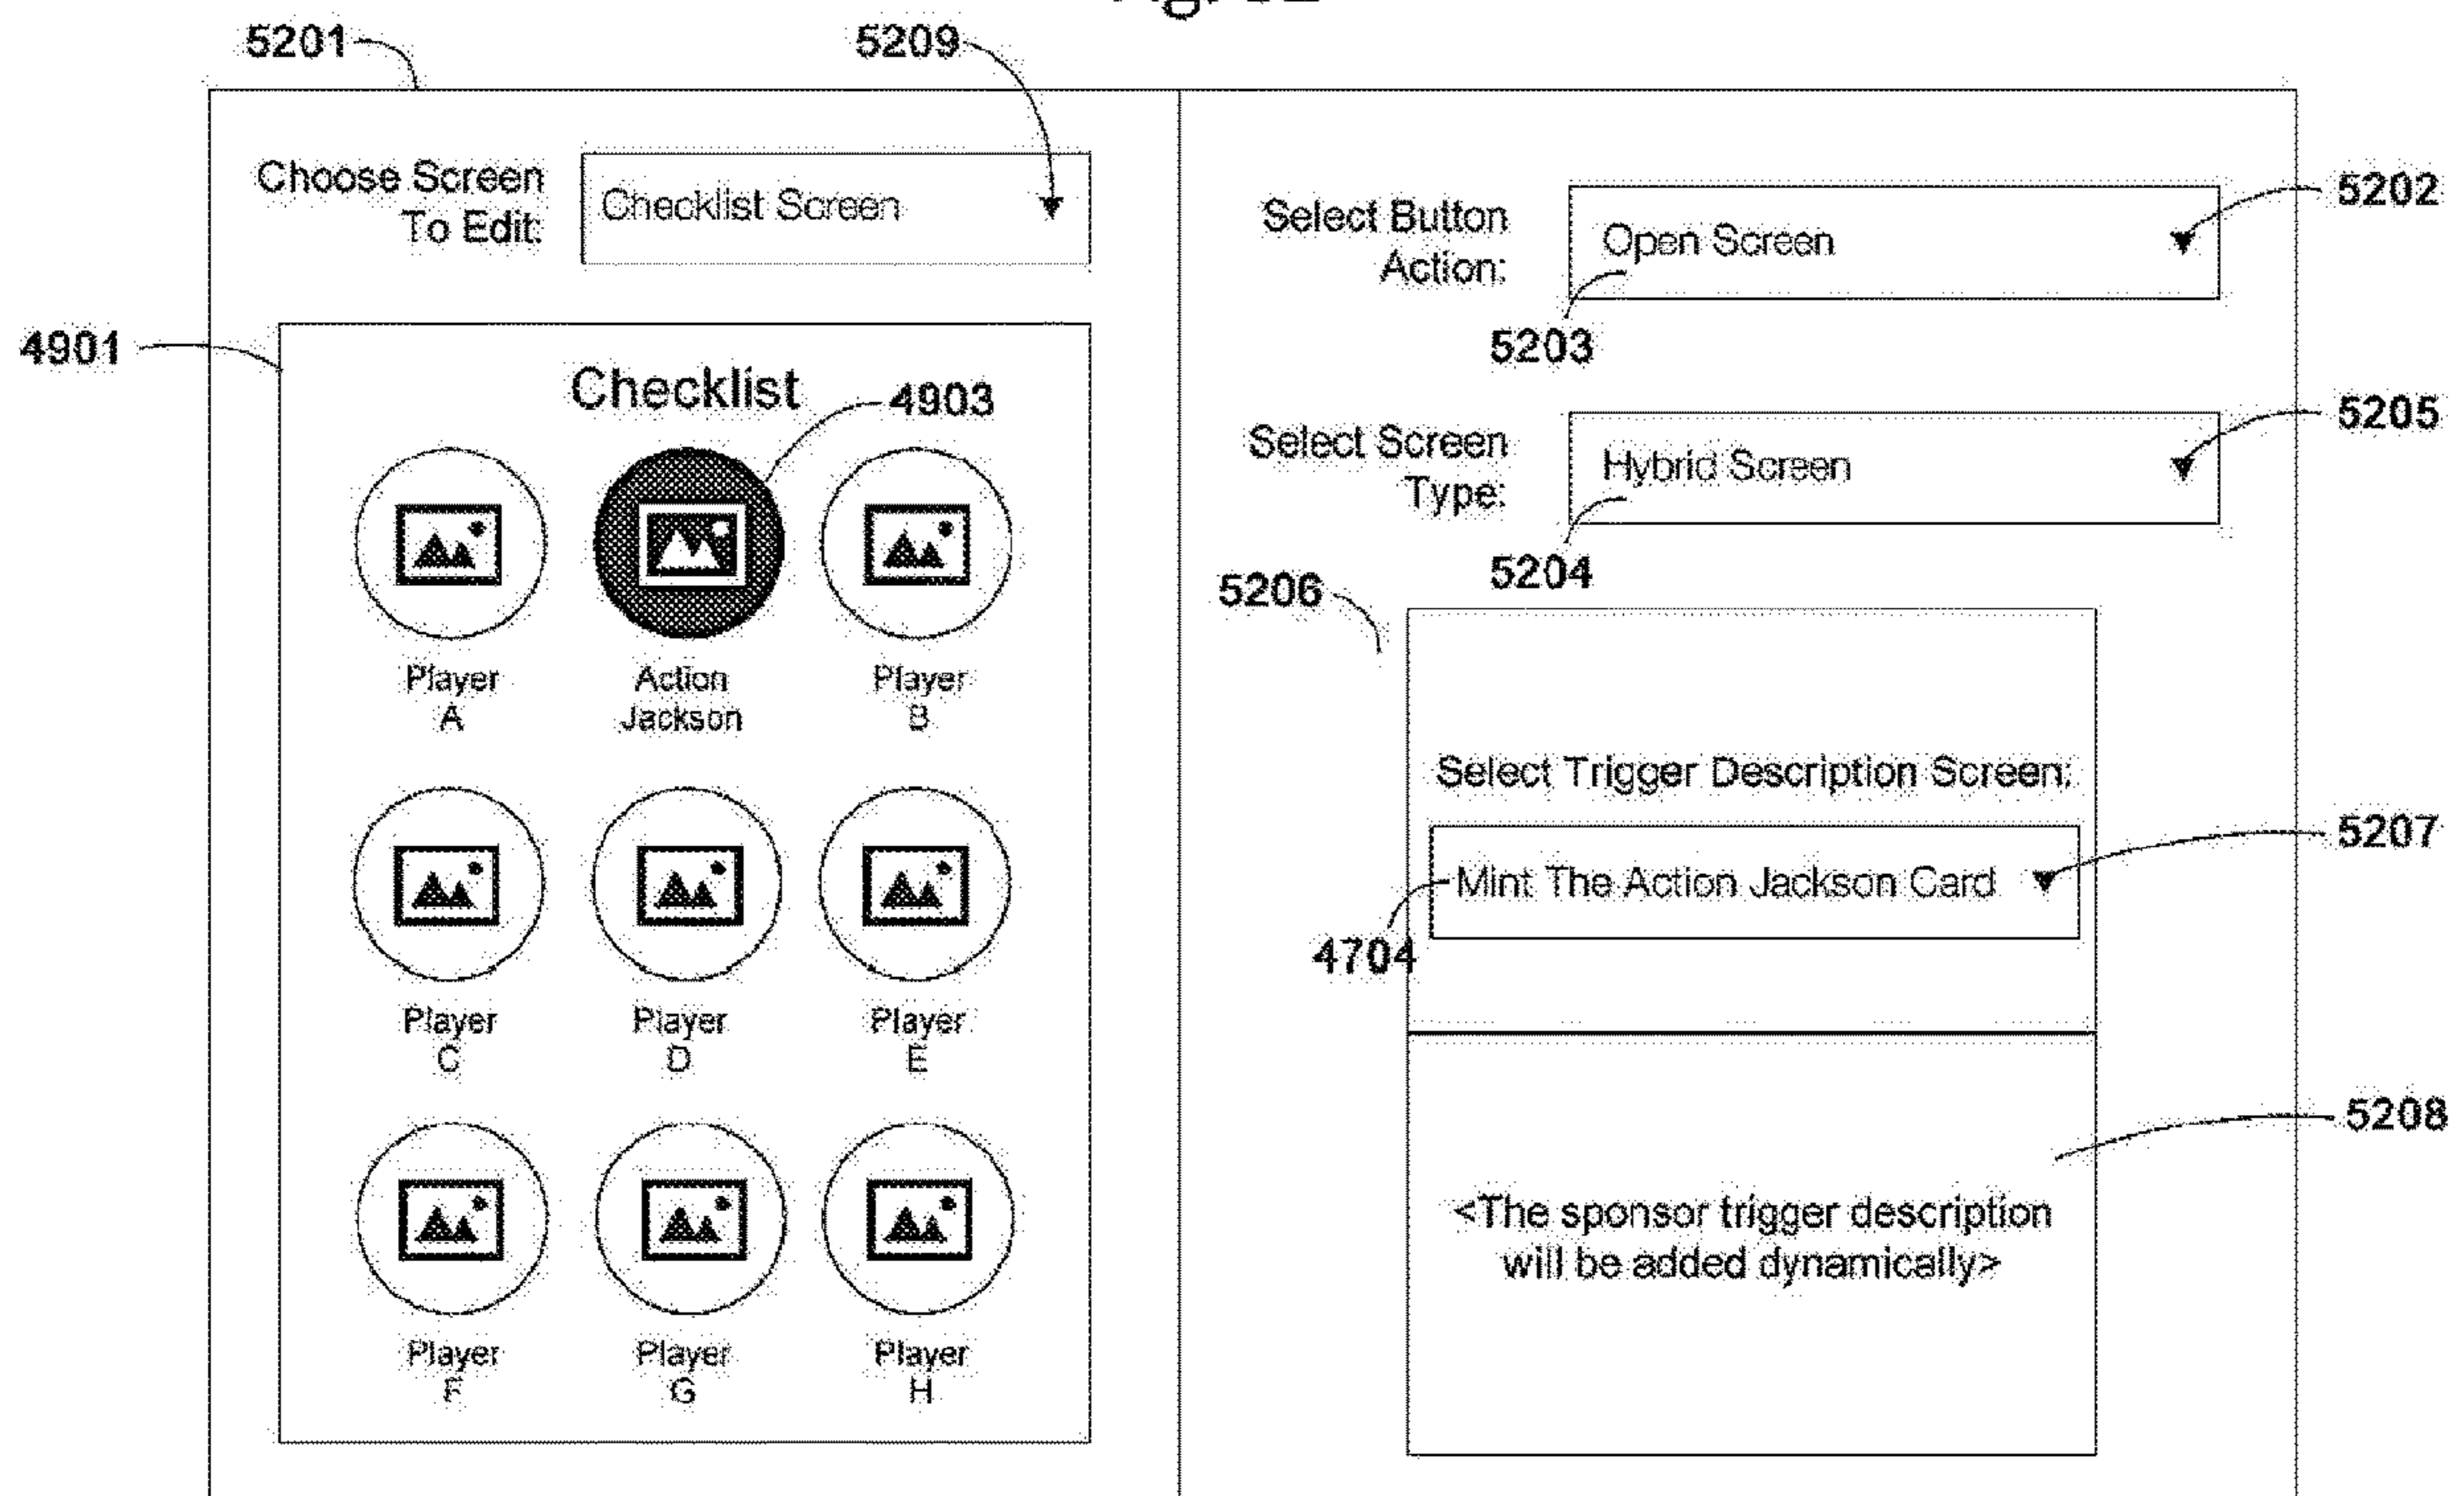 5201
5209
Choose Screen
To Edit:
Checklist Screen
Select Button
Action:
Open Screen
5202
5203
4901
Checklist
4903
Select Screen
Type:
Hybrid Screen
5205
5204
5206
Player
A
Action
Jackson
Player
B
Select Trigger Description Screen:
Mint The Action Jackson Card
5207
4704
Player
C
Player
D
Player
E
5208
<The sponsor trigger description
will be added dynamically>
Player
F
Player
G
Player
H